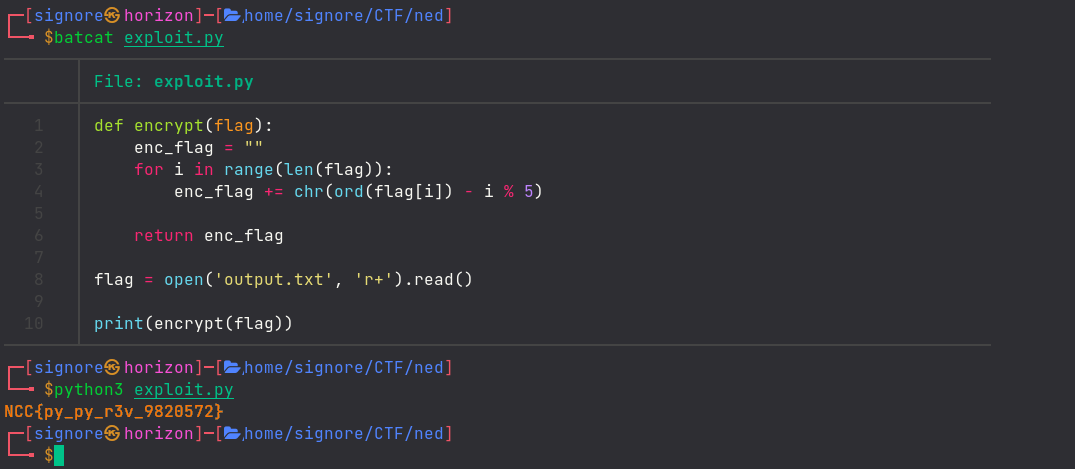 [signore horizon]-[ /home/signore/CTF/ned]
$batcat exploit.py
File: exploit.py
1 def encrypt(flag):
2 enc_flag = ""
3 for i in range(len(flag)):
4 enc_flag += chr(ord(flag[i]) - i % 5)
5
6 return enc_flag
7
8 flag = open('output.txt', 'r+').read()
9
10 print(encrypt(flag))
[signore horizon]-[ /home/signore/CTF/ned]
$python3 exploit.py
NCC{py_py_r3v_9820572}
[signore horizon]-[ /home/signore/CTF/ned]
$